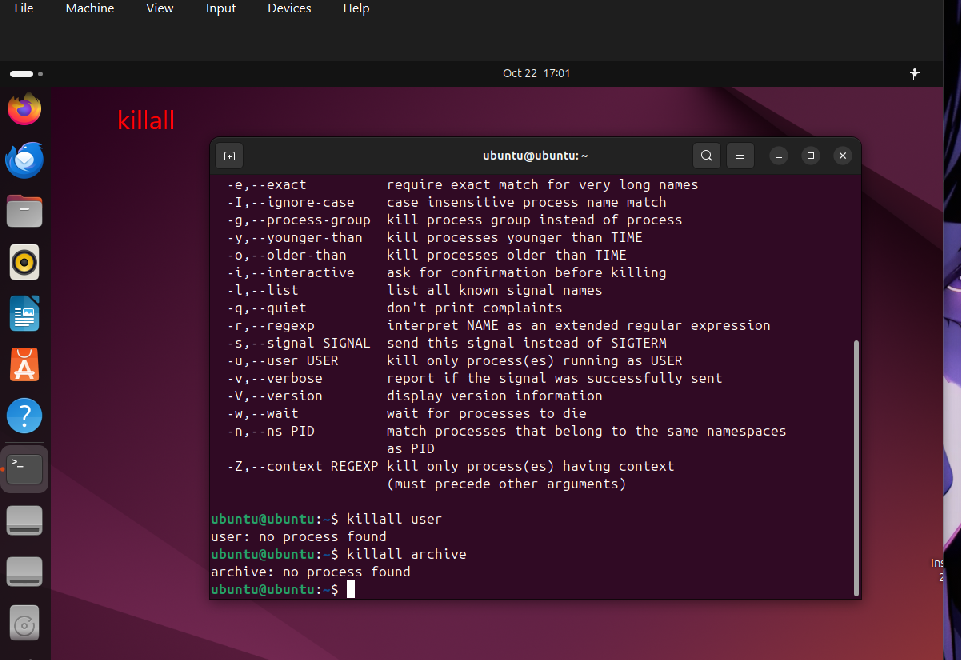 File Machine View Input Devices Help
Oct 22 17:01
killall
ubuntu@ubuntu: ~
-e,--exact require exact match for very long names
-I,--ignore-case case insensitive process name match
-g,--process-group kill process group instead of process
-y,--younger-than kill processes younger than TIME
-o,--older-than kill processes older than TIME
-i,--interactive ask for confirmation before killing
-l,--list list all known signal names
-q,--quiet don't print complaints
-r,--regexp interpret NAME as an extended regular expression
-s,--signal SIGNAL send this signal instead of SIGTERM
-u,--user USER kill only process(es) running as USER
-v,--verbose report if the signal was successfully sent
-V,--version display version information
-w,--wait wait for processes to die
-n,--ns PID match processes that belong to the same namespaces
as PID
-Z,--context REGEXP kill only process(es) having context
(must precede other arguments)
ubuntu@ubuntu:~$ killall user
user: no process found
ubuntu@ubuntu:~$ killall archive
archive: no process found
ubuntu@ubuntu:~$